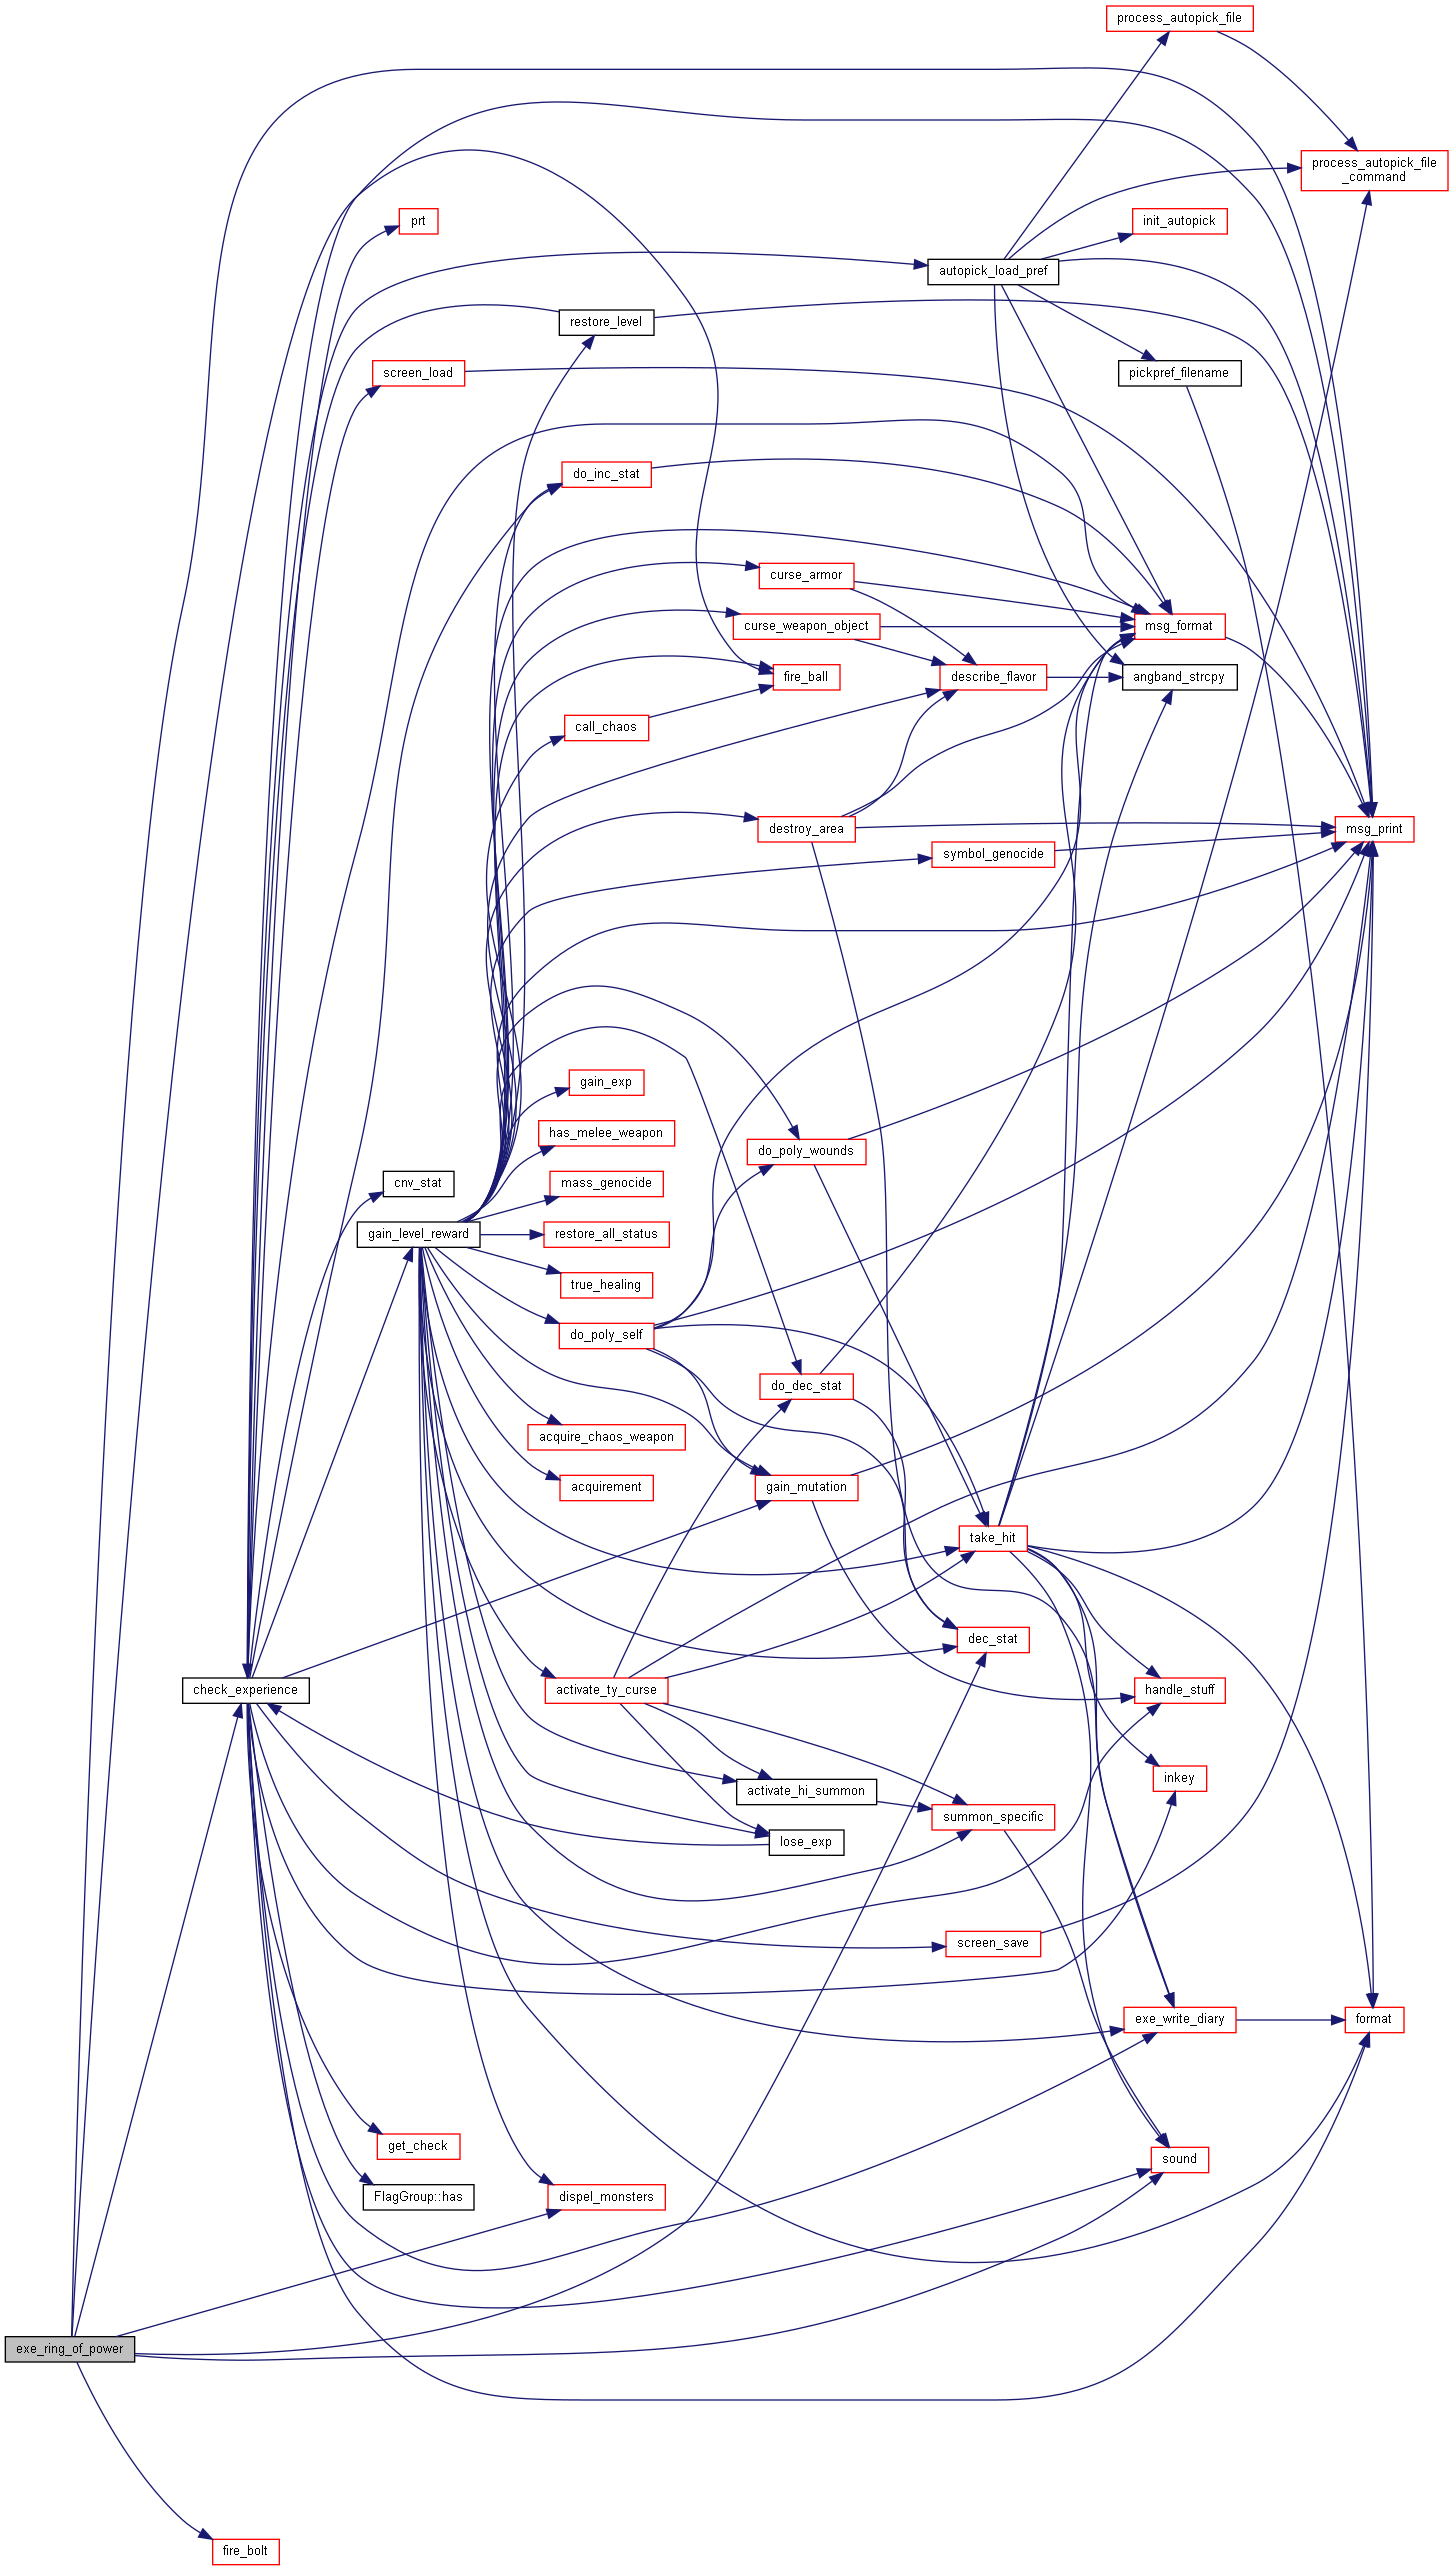 process_autopick_file
process_autopick_file
_command
prt
init_autopick
autopick_load_pref
restore_level
screen_load
pickpref_filename
do_inc_stat
curse_armor
curse_weapon_object
msg_format
fire_ball
describe_flavor
angband_strcpy
call_chaos
destroy_area
msg_print
symbol_genocide
gain_exp
has_melee_weapon
do_poly_wounds
cnv_stat
mass_genocide
gain_level_reward
restore_all_status
true_healing
do_poly_self
do_dec_stat
acquire_chaos_weapon
acquirement
gain_mutation
take_hit
dec_stat
check_experience
activate_ty_curse
handle_stuff
inkey
activate_hi_summon
summon_specific
lose_exp
screen_save
exe_write_diary
format
get_check
sound
FlagGroup::has
dispel_monsters
exe_ring_of_power
fire_bolt